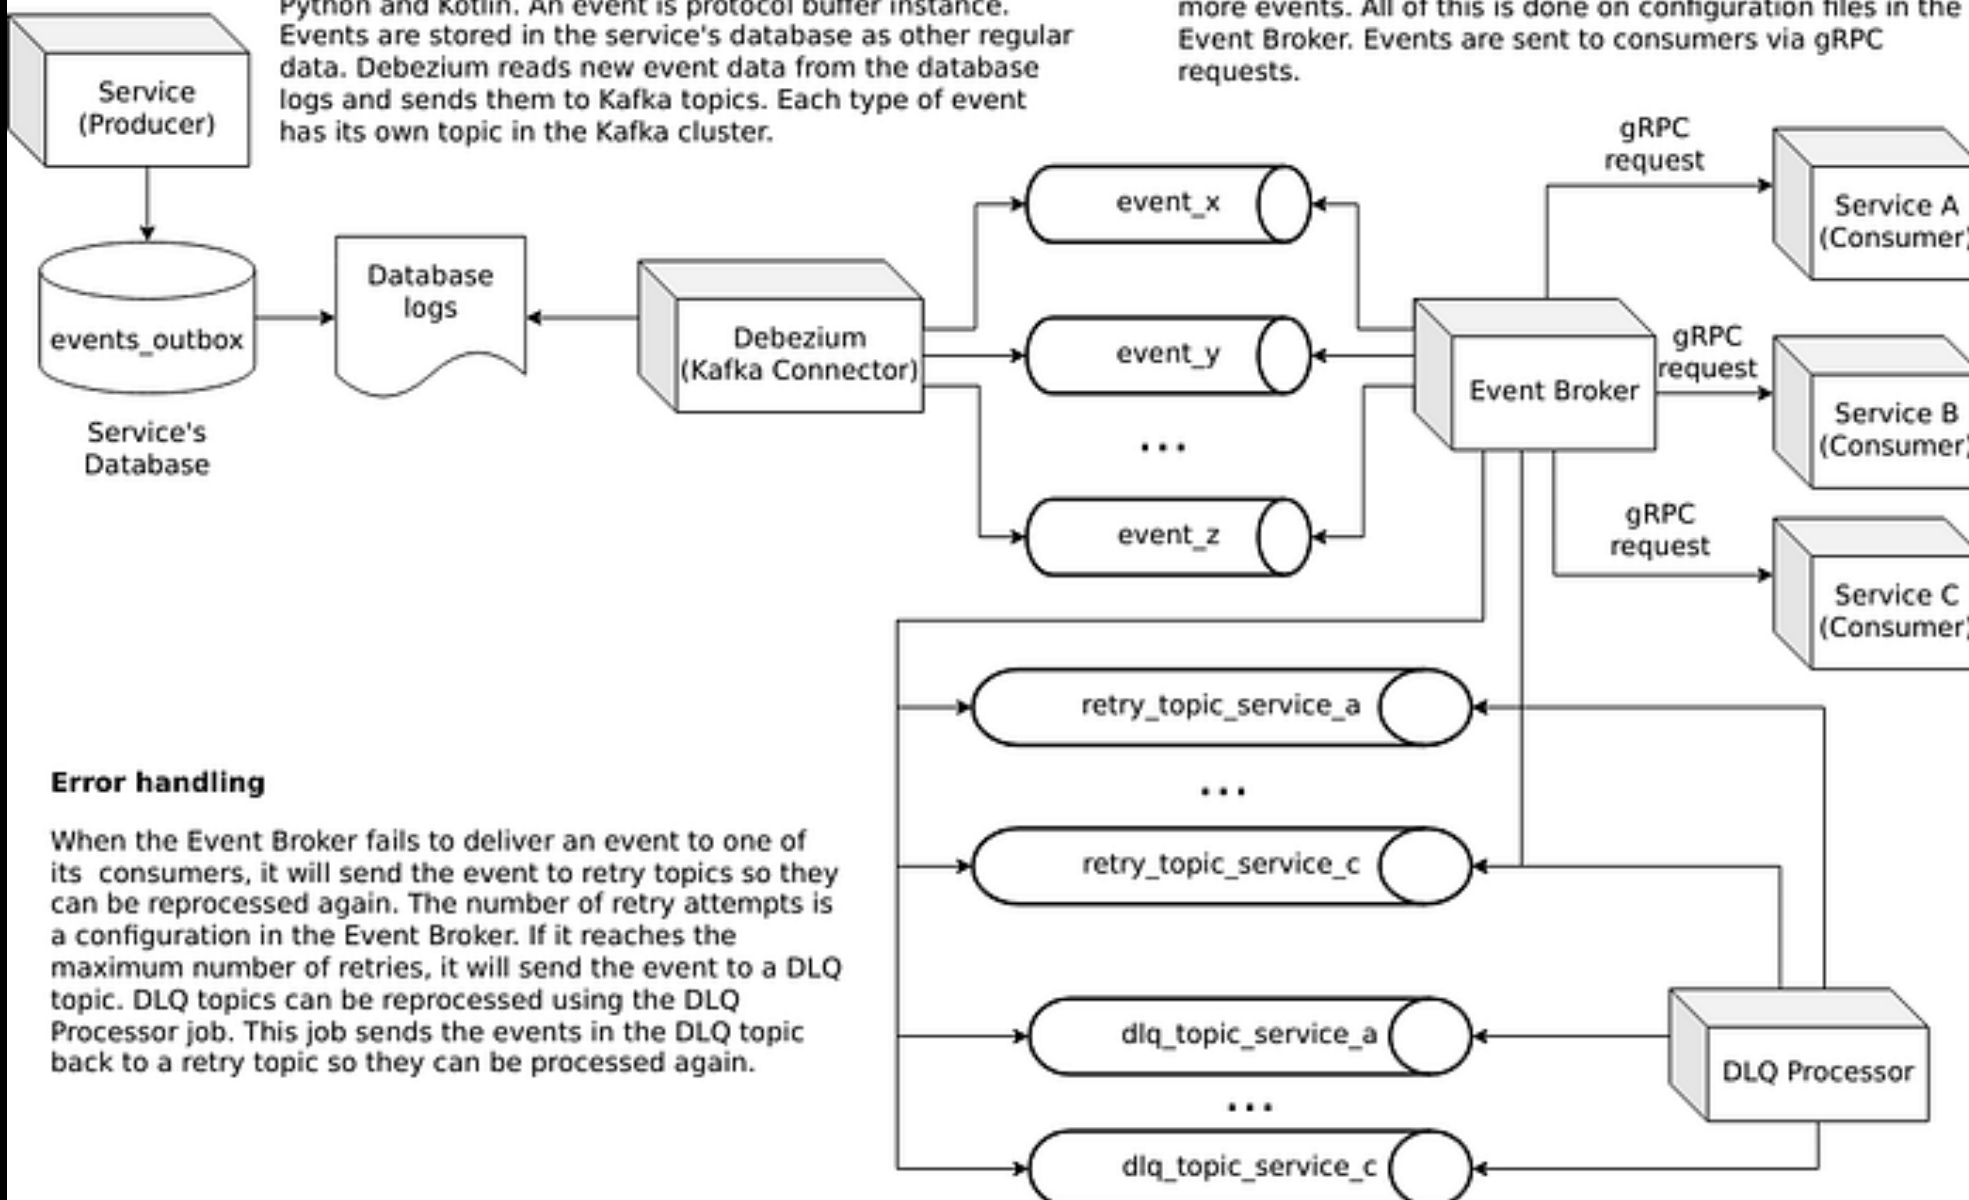 Python and Kotlin. An event is protocol buffer instance.
Events are stored in the service's database as other regular
data. Debezium reads new event data from the database
logs and sends them to Kafka topics. Each type of event
has its own topic in the Kafka cluster.
more events. All of this is done on configuration files in the
Event Broker. Events are sent to consumers via gRPC
requests.
Service
(Producer)
events_outbox
Service's
Database
Database
logs
Debezium
(Kafka Connector)
event_x
event_y
...
event_z
Event Broker
gRPC
request
Service A
(Consumer)
gRPC
request
Service B
(Consumer)
gRPC
request
Service C
(Consumer)
retry_topic_service_a
...
retry_topic_service_c
dlq_topic_service_a
...
dlq_topic_service_c
DLQ Processor
Error handling
When the Event Broker fails to deliver an event to one of
its  consumers, it will send the event to retry topics so they
can be reprocessed again. The number of retry attempts is
a configuration in the Event Broker. If it reaches the
maximum number of retries, it will send the event to a DLQ
topic. DLQ topics can be reprocessed using the DLQ
Processor job. This job sends the events in the DLQ topic
back to a retry topic so they can be processed again.